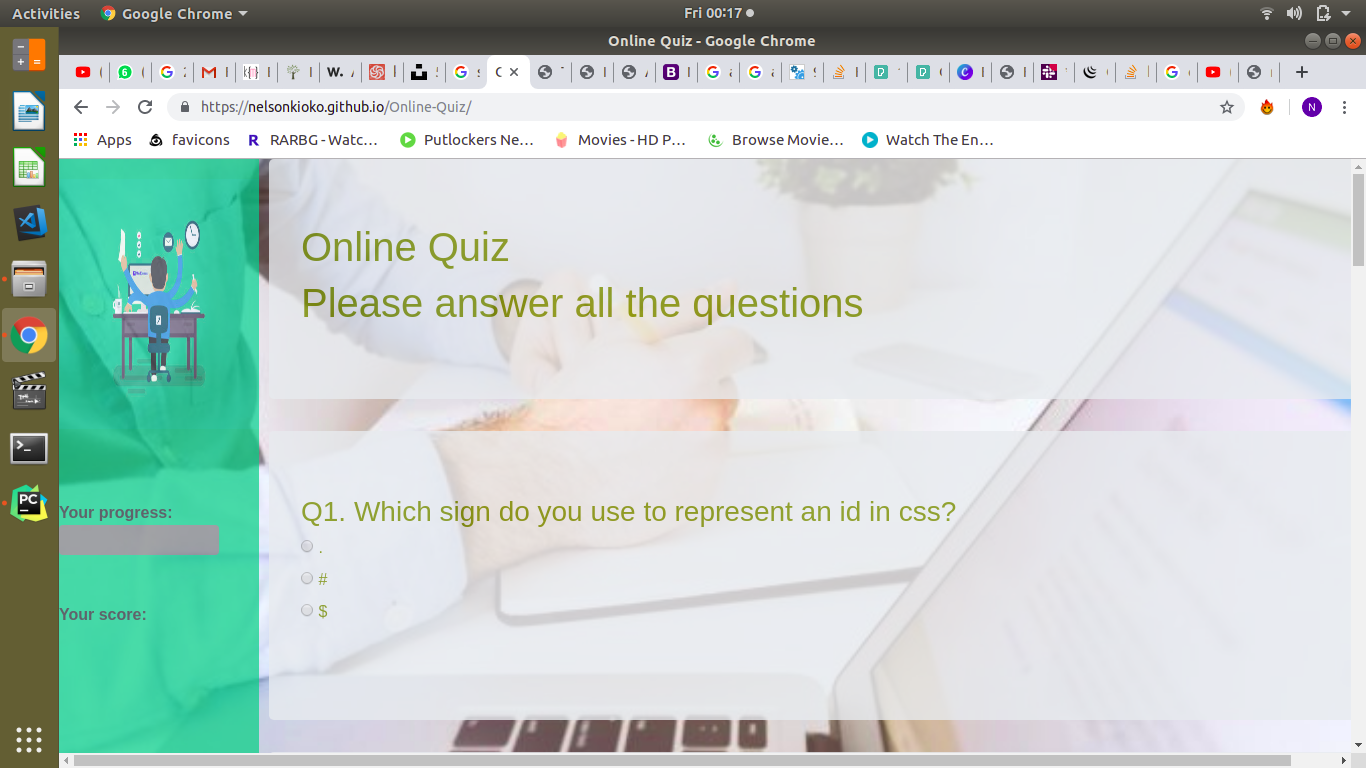 Activities Google Chrome Fri 00:17
Online Quiz - Google Chrome
https://nelsonkioko.github.io/Online-Quiz/
Apps favicons RARBG - Watc… Putlockers Ne… Movies - HD P… Browse Movie… Watch The En…
Online Quiz
Please answer all the questions
Q1. Which sign do you use to represent an id in css?
.
#
$
Your progress:
Your score: